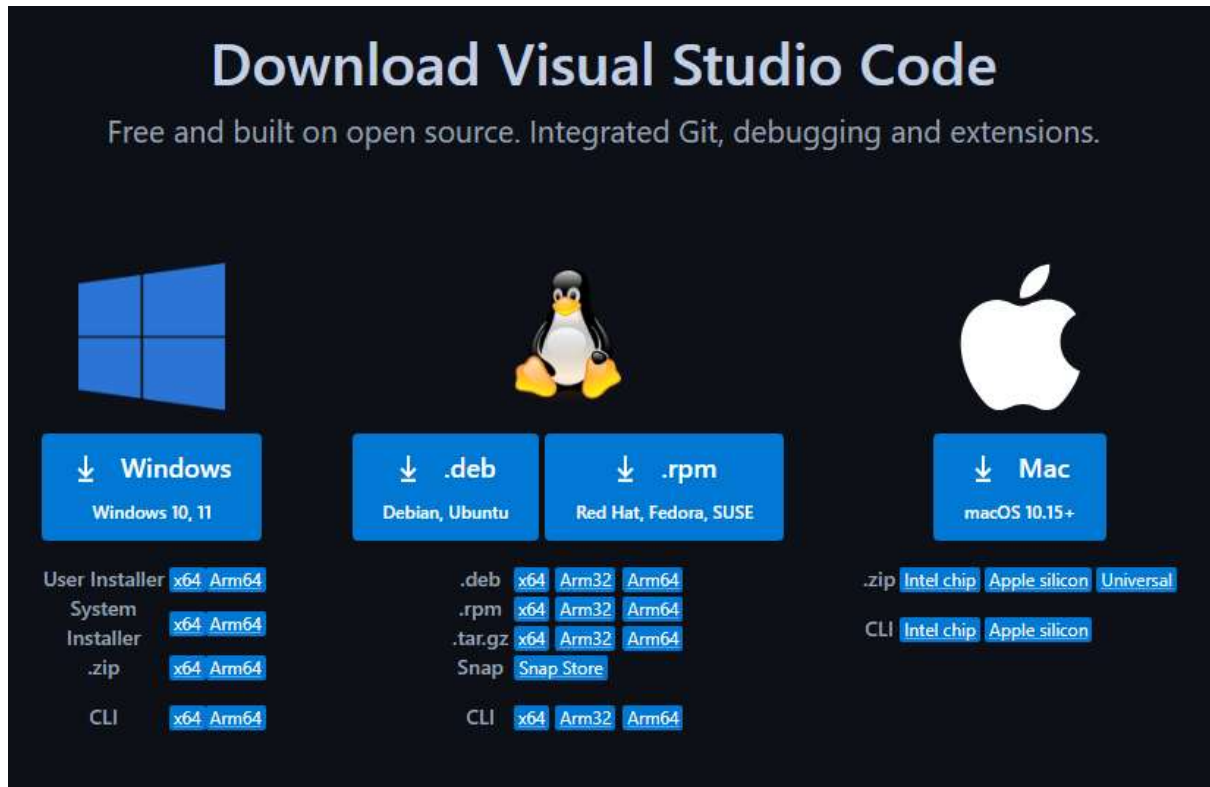 Download Visual Studio Code
Free and built on open source. Integrated Git, debugging and extensions.
Windows
Windows 10, 11
User Installer x64 Arm64
System
Installer x64 Arm64
.zip x64 Arm64
CLI x64 Arm64
.deb
Debian, Ubuntu
.rpm
Red Hat, Fedora, SUSE
.deb x64 Arm32 Arm64
.rpm x64 Arm32 Arm64
.tar.gz x64 Arm32 Arm64
Snap Snap Store
CLI x64 Arm32 Arm64
Mac
macOS 10.15+
.zip Intel chip Apple silicon Universal
CLI Intel chip Apple silicon